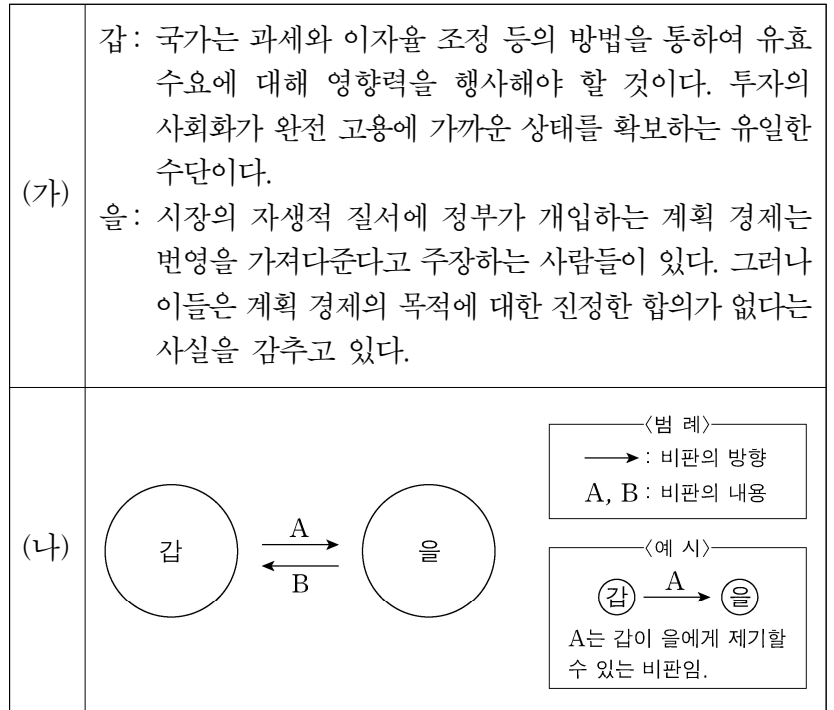 갑: 국가는 과세와 이자율 조정 등의 방법을 통하여 유효
수요에 대해 영향력을 행사해야 할 것이다. 투자의
사회화가 완전 고용에 가까운 상태를 확보하는 유일한
수단이다.
(가)
을: 시장의 자생적 질서에 정부가 개입하는 계획 경제는
번영을 가져다준다고 주장하는 사람들이 있다. 그러나
이들은 계획 경제의 목적에 대한 진정한 합의가 없다는
사실을 감추고 있다.
(나)
갑
A
B
을
<범 례>
: 비판의 방향
A, B : 비판의 내용
<예 시>
갑 A 을
A는 갑이 을에게 제기할
수 있는 비판임.